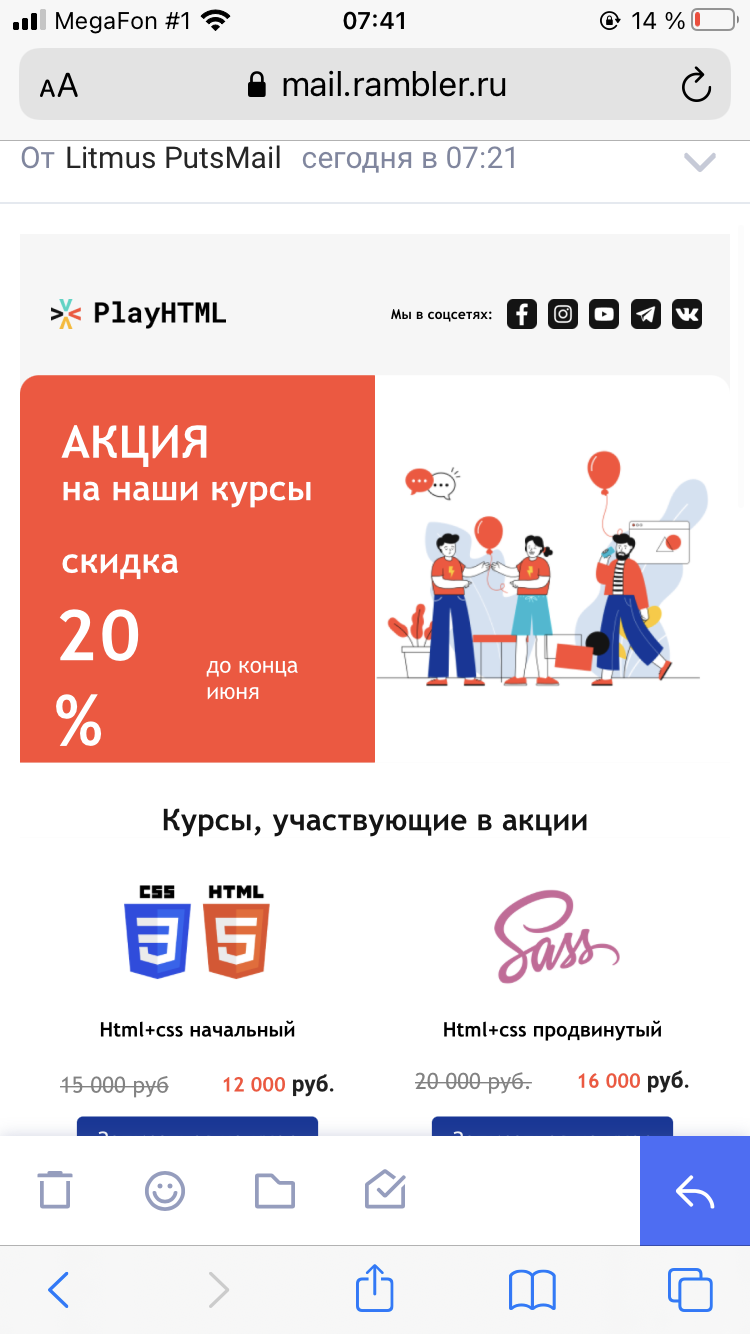 MegaFon #1 07:41 14 %
AA mail.rambler.ru
От Litmus PutsMail сегодня в 07:21
PlayHTML Мы в соцсетях:
АКЦИЯ
на наши курсы
скидка
20
%
до конца
июня
Курсы, участвующие в акции
CSS HTML
3 5
Sass
Html+css начальный Html+css продвинутый
15 000 руб 12 000 руб. 20 000 руб. 16 000 руб.